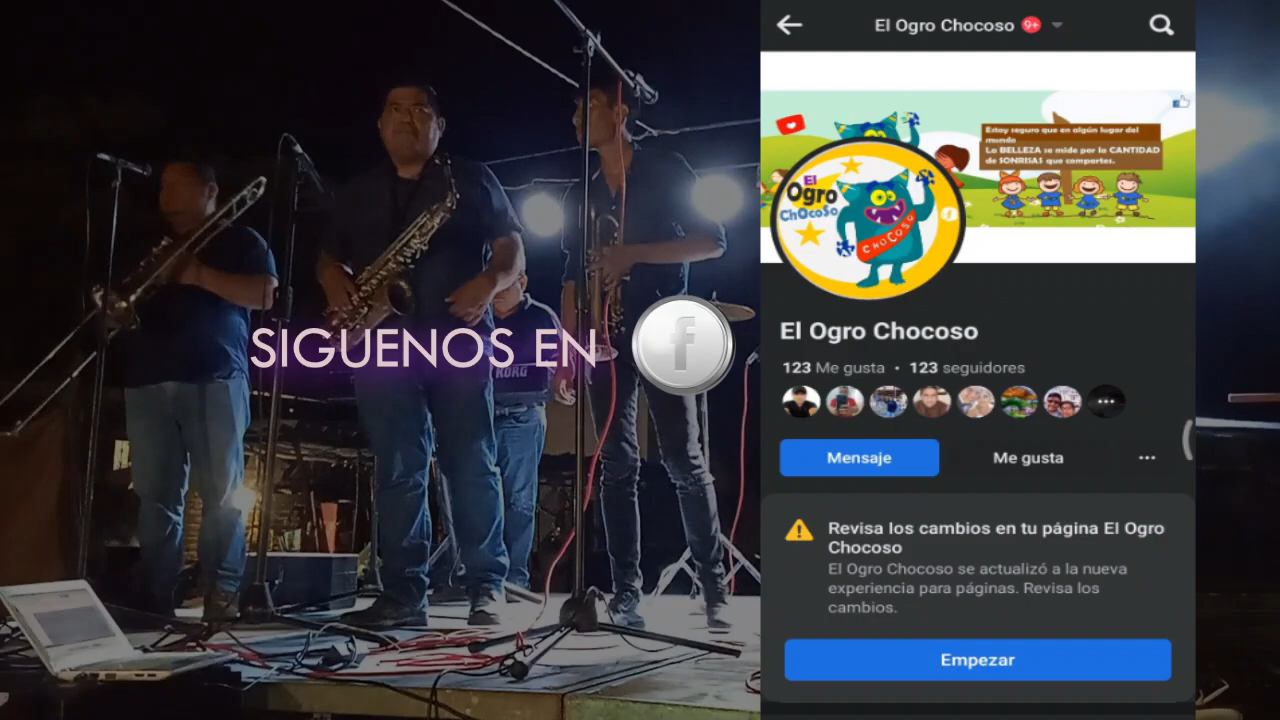 SIGUENOS EN f
KORG
El Ogro Chocoso 9+
Estoy seguro que en algún lugar del
mundo
La BELLEZA se mide por la CANTIDAD
de SONRISAS que compartes.
El
Ogro
ChOcoSo
CHOCOSO
El Ogro Chocoso
123 Me gusta • 123 seguidores
Mensaje Me gusta ...
Revisa los cambios en tu página El Ogro
Chocoso
El Ogro Chocoso se actualizó a la nueva
experiencia para páginas. Revisa los
cambios.
Empezar